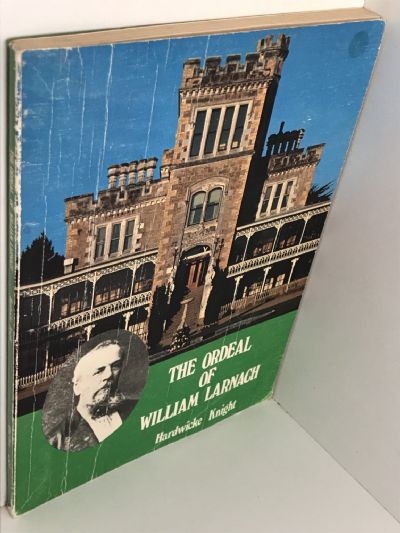 THE ORDEAL
OF
WILLIAM LARNACH
Hardwicke Knight